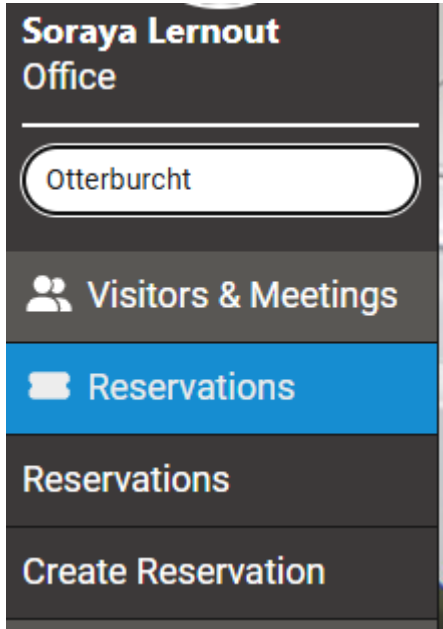 Soraya Lernout
Office
Otterburcht
Visitors & Meetings
Reservations
Reservations
Create Reservation